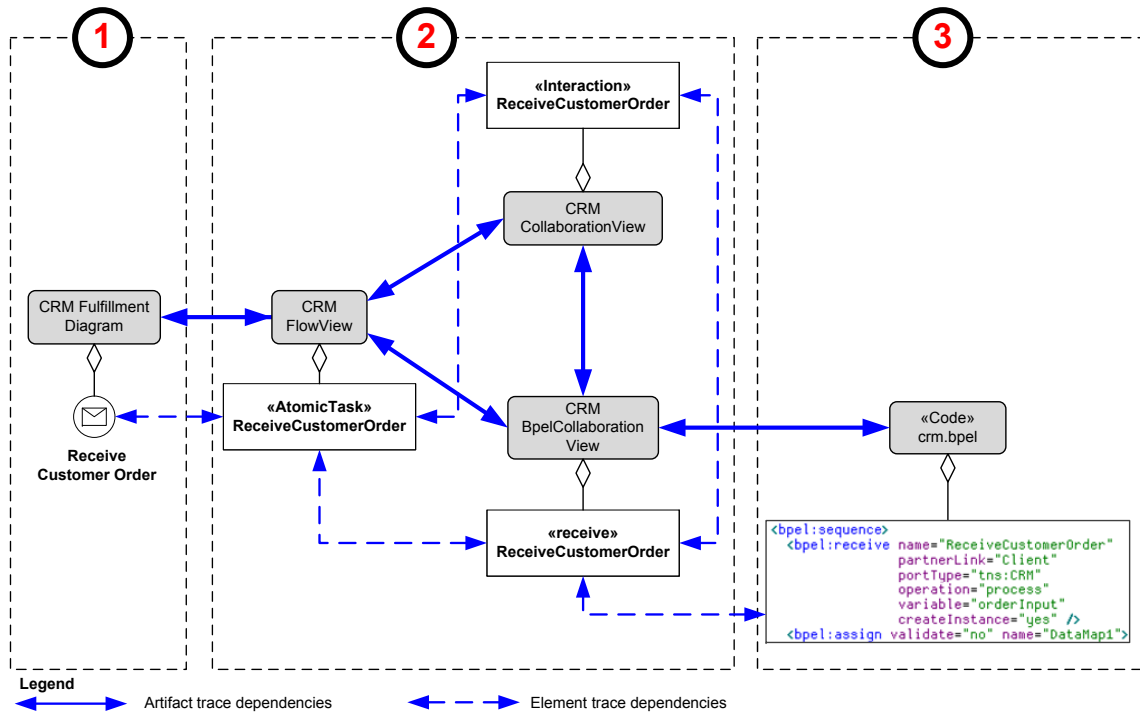 1
2
3
«Interaction»
ReceiveCustomerOrder
CRM
CollaborationView
CRM Fulfillment
Diagram
CRM
FlowView
«AtomicTask»
ReceiveCustomerOrder
Receive
Customer Order
CRM
BpelCollaboration
View
«Code»
crm.bpel
«receive»
ReceiveCustomerOrder
<bpel:sequence>
<bpel:receive name="ReceiveCustomerOrder"
partnerLink="Client"
portType="tns:CRM"
operation="process"
variable="orderInput"
createInstance="yes" />
<bpel:assign validate="no" name="DataMap1">
Legend
Artifact trace dependencies
Element trace dependencies